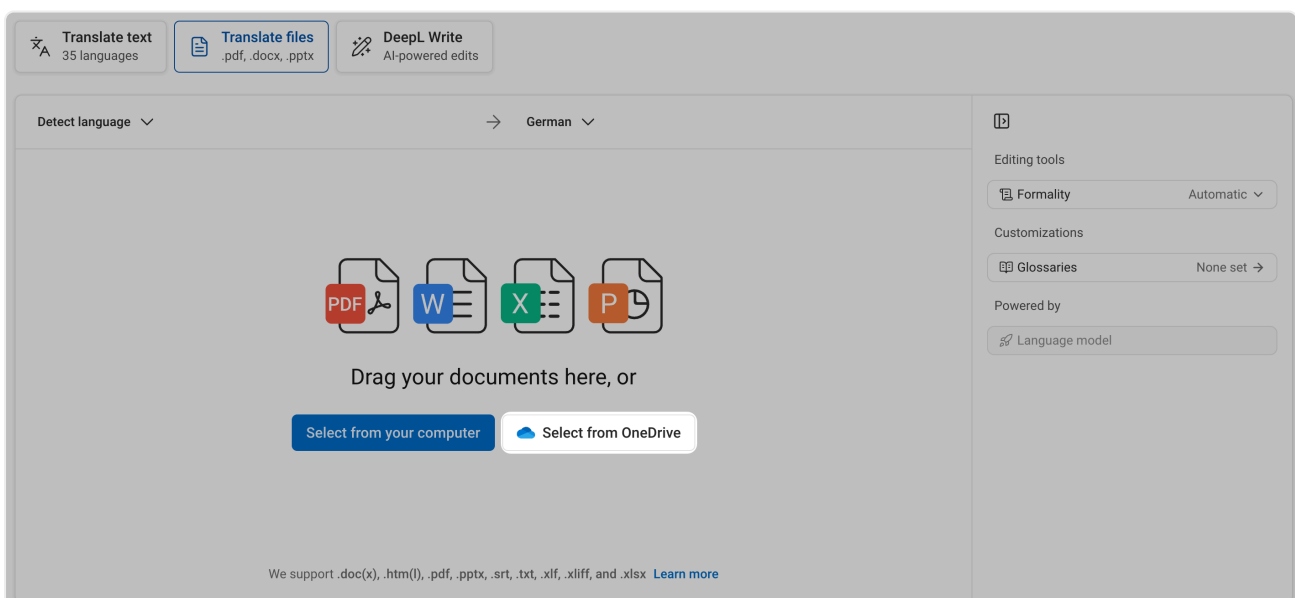 Translate text
35 languages
Translate files
.pdf, .docx, .pptx
DeepL Write
AI-powered edits
Detect language
German
Editing tools
Formality
Automatic
Customizations
Glossaries
None set
Powered by
Language model
PDF
W
X
P
Drag your documents here, or
Select from your computer
Select from OneDrive
We support .doc(x), .htm(l), .pdf, .pptx, .srt, .txt, .xlf, .xliff, and .xlsx Learn more